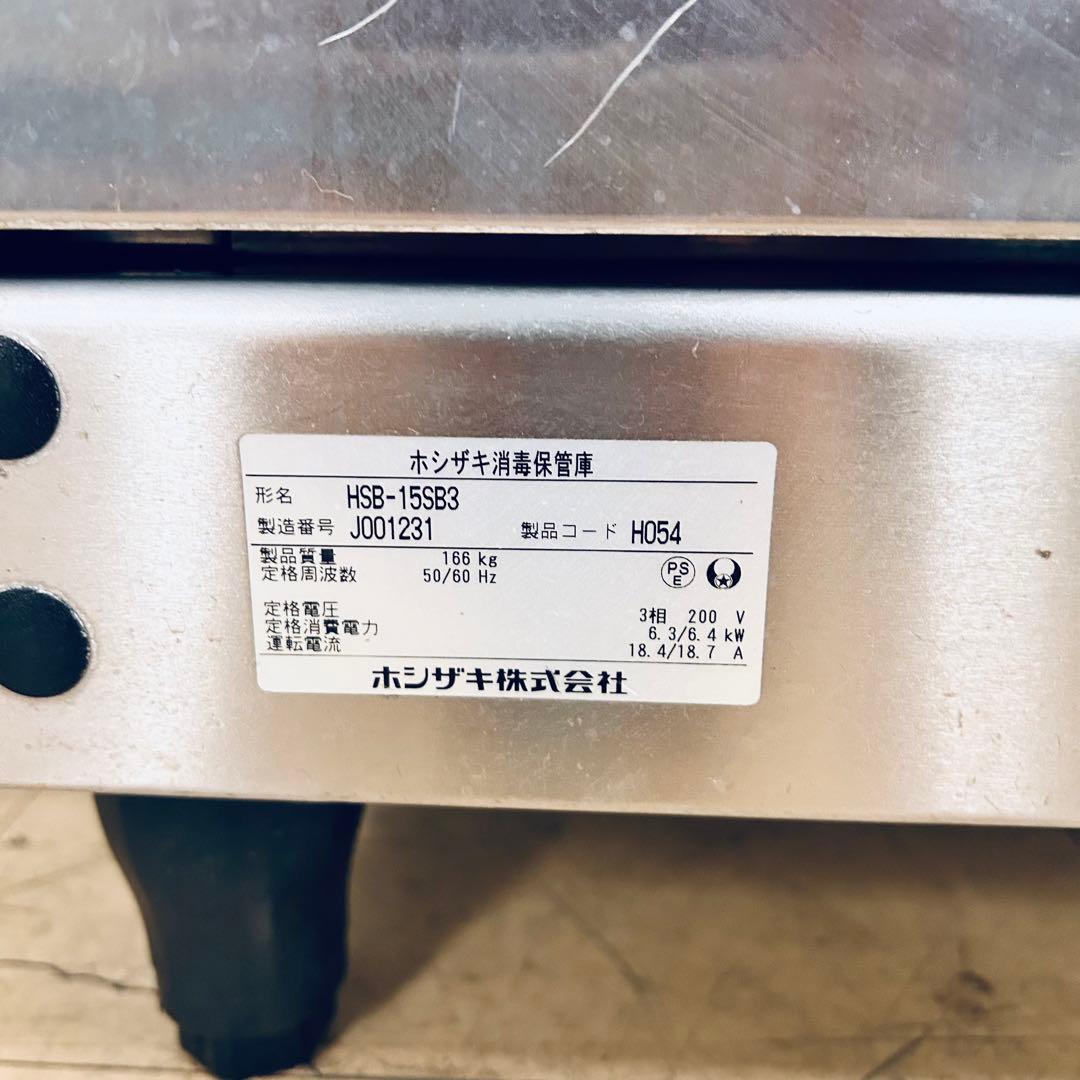 ホシザキ消毒保管庫
形名 HSB-15SB3
製造番号 J001231 製品コード H054
製品質量 166 kg
定格周波数 50/60 Hz
PS
E
定格電圧 3相 200 V
定格消費電力 6.3/6.4 kW
運転電流 18.4/18.7 A
ホシザキ株式会社